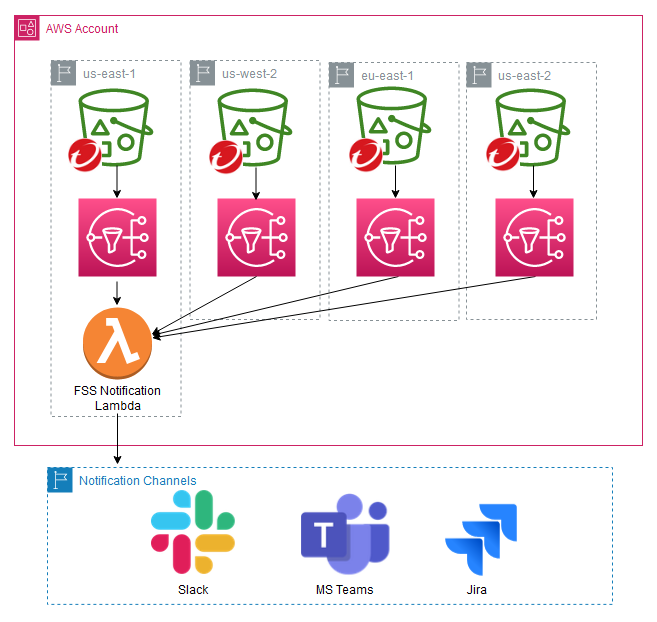 AWS Account
us-east-1
us-west-2
eu-east-1
us-east-2
FSS Notification
Lambda
Notification Channels
T
Slack
MS Teams
Jira